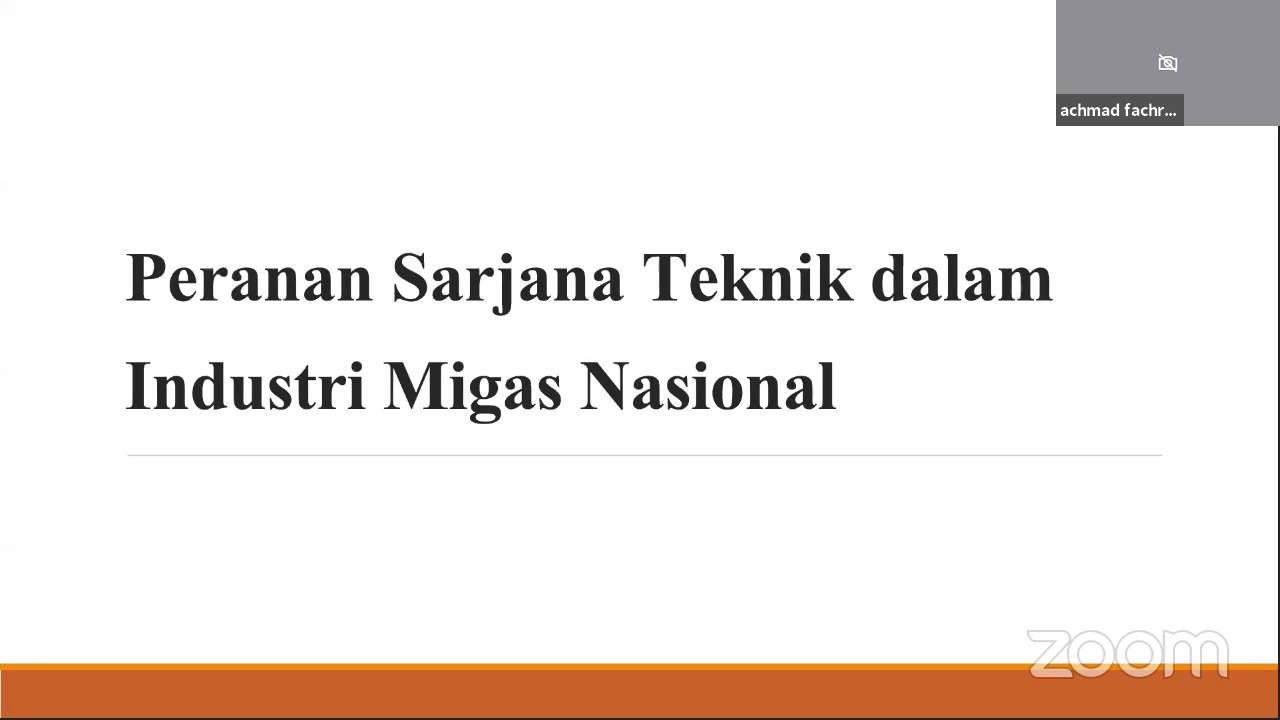 achmad fachr...
Peranan Sarjana Teknik dalam
Industri Migas Nasional
zoom